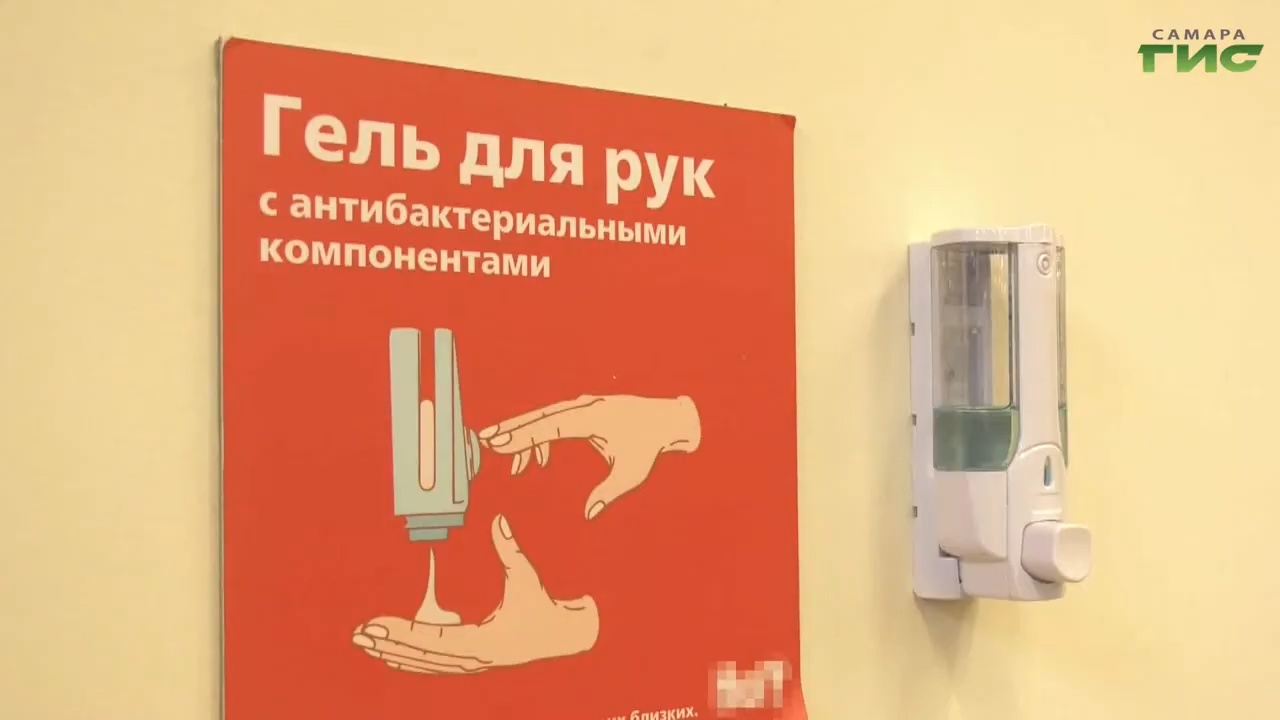 САМАРА
ГИС
Гель для рук
с антибактериальными
компонентами
близких.